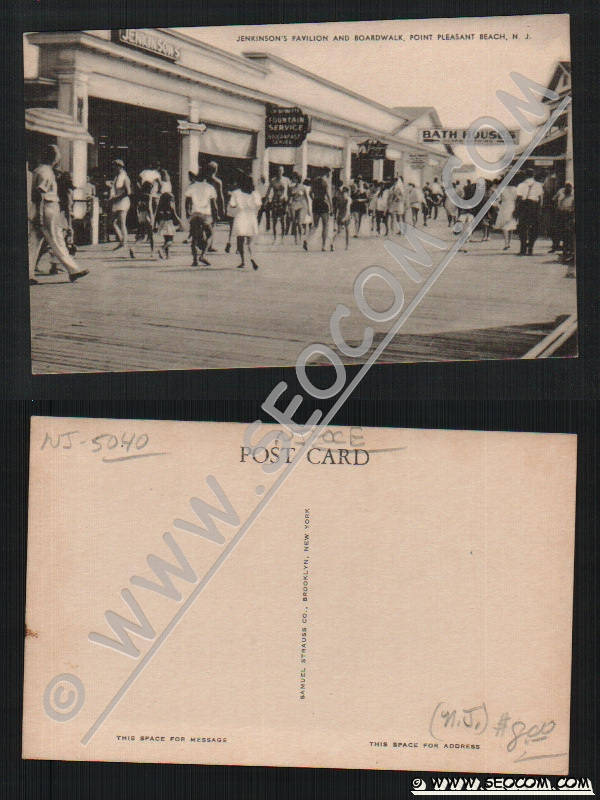 JENKINSON'S PAVILION AND BOARDWALK, POINT PLEASANT BEACH, N. J.
JENKINSON'S
FOUNTAIN
SERVICE
BREAKFAST
SERVED
BATH HOUSES
NJ-5040
POST CARD
SAMUEL STRAUSS CO., BROOKLYN, NEW YORK
THIS SPACE FOR MESSAGE
THIS SPACE FOR ADDRESS
(N.J.) $8.00
© WWW.SEOCOM.COM
© WWW.SEOCOM.COM